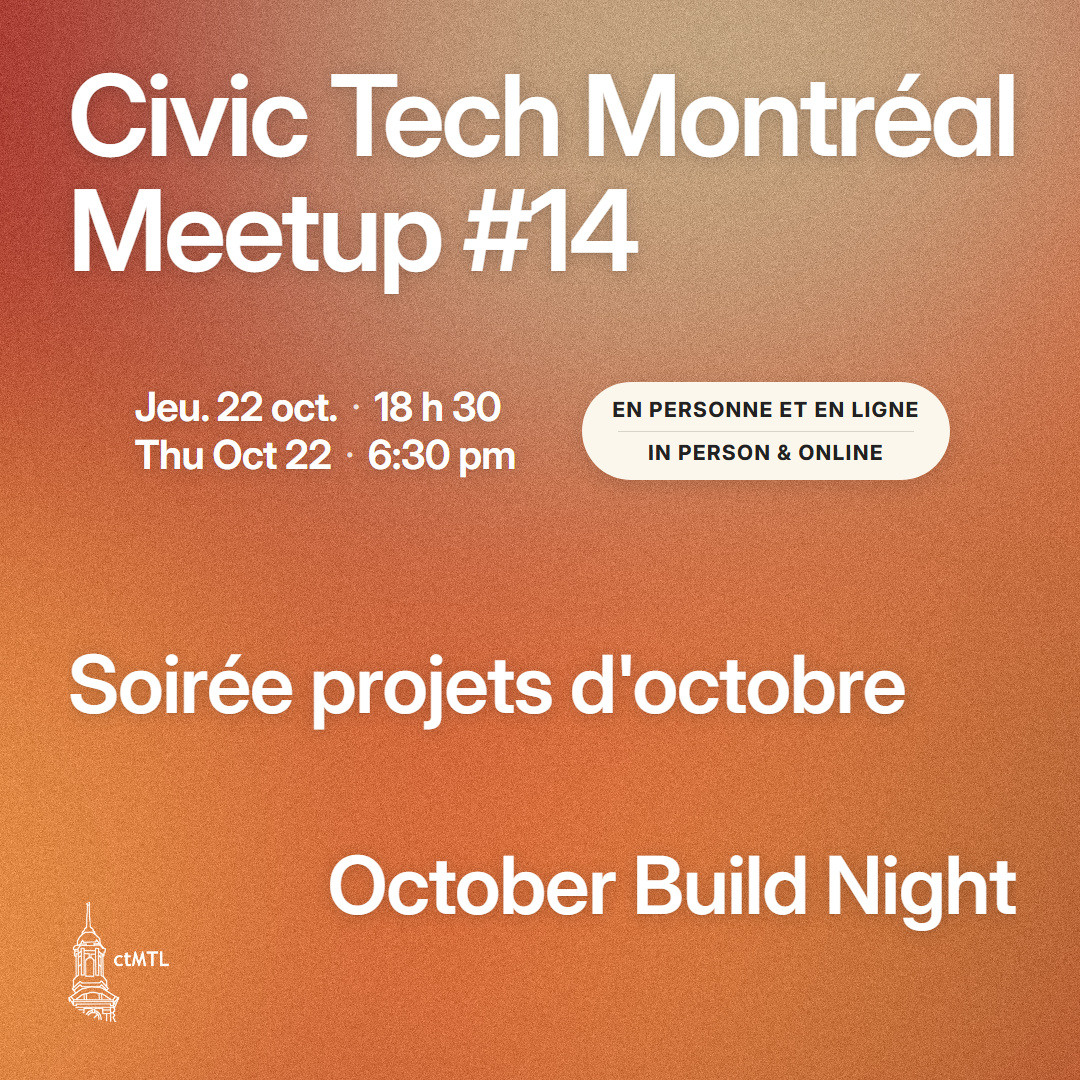 Civic Tech Montréal
Meetup #14
Jeu. 22 oct. · 18 h 30
Thu Oct 22 · 6:30 pm
EN PERSONNE ET EN LIGNE
IN PERSON & ONLINE
Soirée projets d'octobre
October Build Night
ctMTL